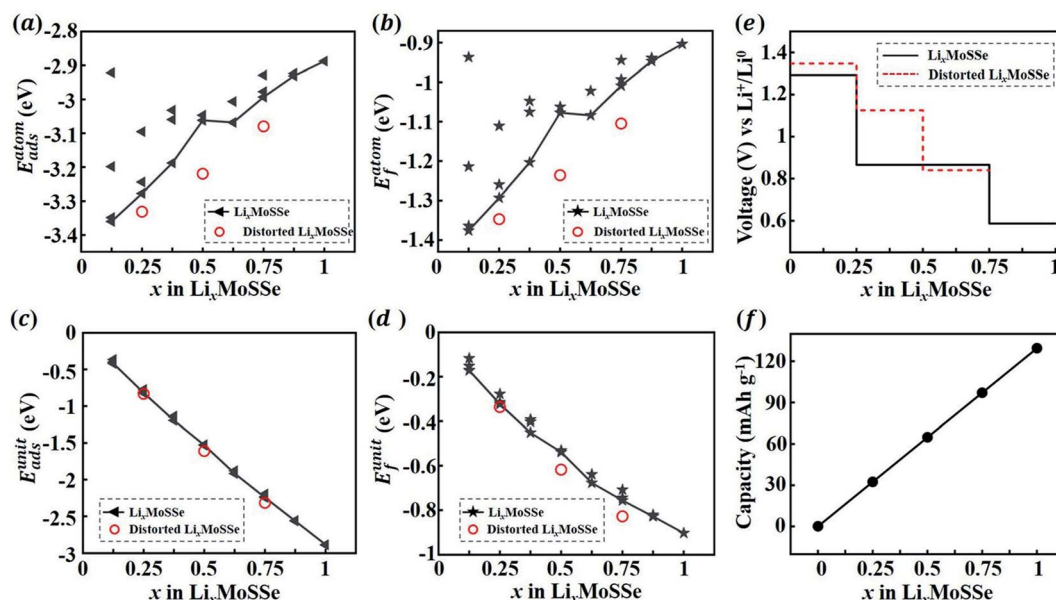 (a)
-2.8
-2.9
-3
-3.1
-3.2
-3.3
-3.4
E_ads^atom (eV)
LiₓMoSSe
Distorted LiₓMoSSe
0 0.25 0.5 0.75 1
x in LiₓMoSSe
(b)
-0.9
-1
-1.1
-1.2
-1.3
-1.4
E_f^atom (eV)
LiₓMoSSe
Distorted LiₓMoSSe
0 0.25 0.5 0.75 1
x in LiₓMoSSe
(e)
1.4
1.2
1
0.8
0.6
Voltage (V) vs Li⁺/Li⁰
LiₓMoSSe
Distorted LiₓMoSSe
0 0.25 0.5 0.75 1
x in LiₓMoSSe
(c)
0
-0.5
-1
-1.5
-2
-2.5
-3
E_ads^unit (eV)
LiₓMoSSe
Distorted LiₓMoSSe
0 0.25 0.5 0.75 1
x in LiₓMoSSe
(d)
0
-0.2
-0.4
-0.6
-0.8
-1
E_f^unit (eV)
LiₓMoSSe
Distorted LiₓMoSSe
0 0.25 0.5 0.75 1
x in LiₓMoSSe
(f)
120
90
60
30
0
Capacity (mAh g⁻¹)
0 0.25 0.5 0.75 1
x in LiₓMoSSe